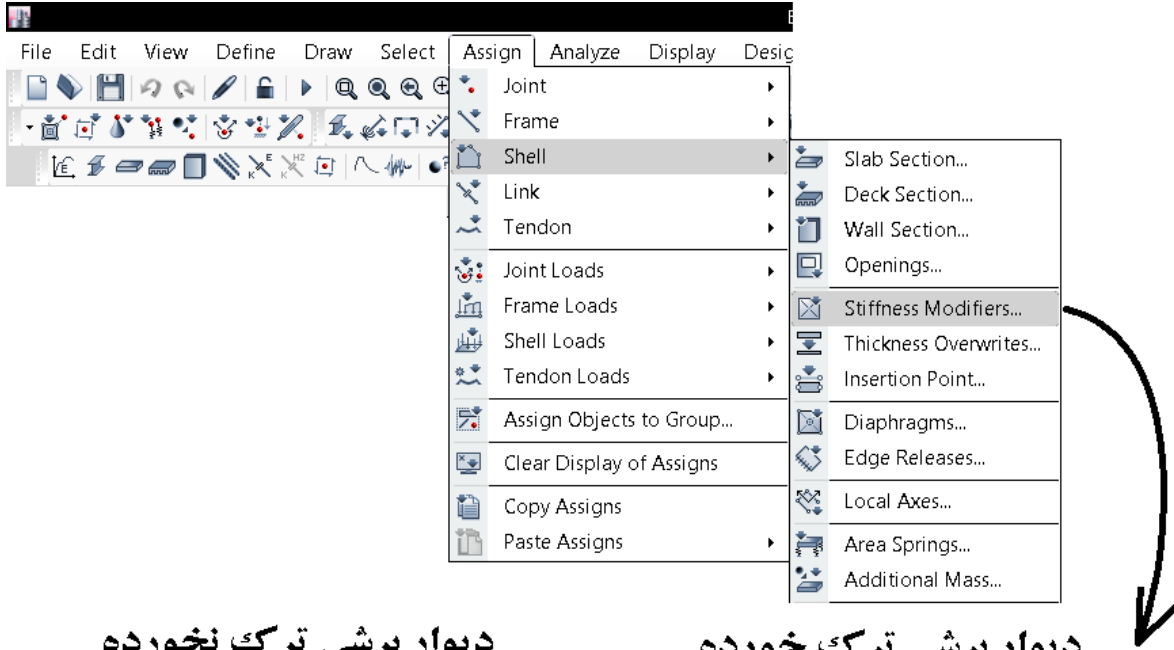 File Edit View Define Draw Select Assign Analyze Display Desig
Joint
Frame
Shell
Link
Tendon
Joint Loads
Frame Loads
Shell Loads
Tendon Loads
Assign Objects to Group...
Clear Display of Assigns
Copy Assigns
Paste Assigns
Slab Section...
Deck Section...
Wall Section...
Openings...
Stiffness Modifiers...
Thickness Overwrites...
Insertion Point...
Diaphragms...
Edge Releases...
Local Axes...
Area Springs...
Additional Mass...
دیوار برشی ترک خورده
دیوار برشی ترک نخورده